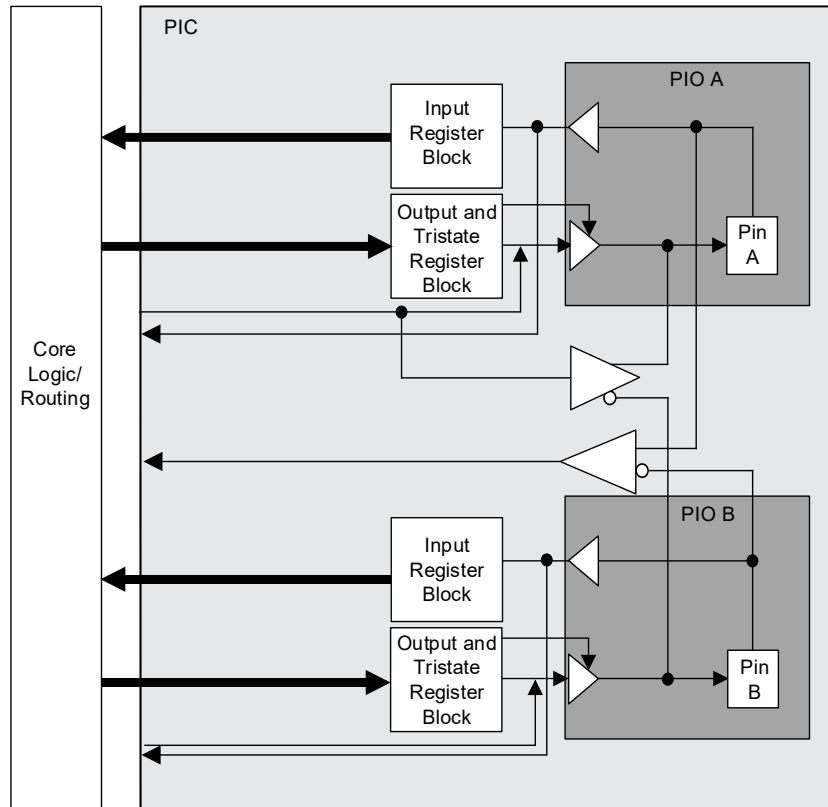 PIC
PIO A
Input
Register
Block
Output and
Tristate
Register
Block
Pin
A
Core
Logic/
Routing
PIO B
Input
Register
Block
Output and
Tristate
Register
Block
Pin
B